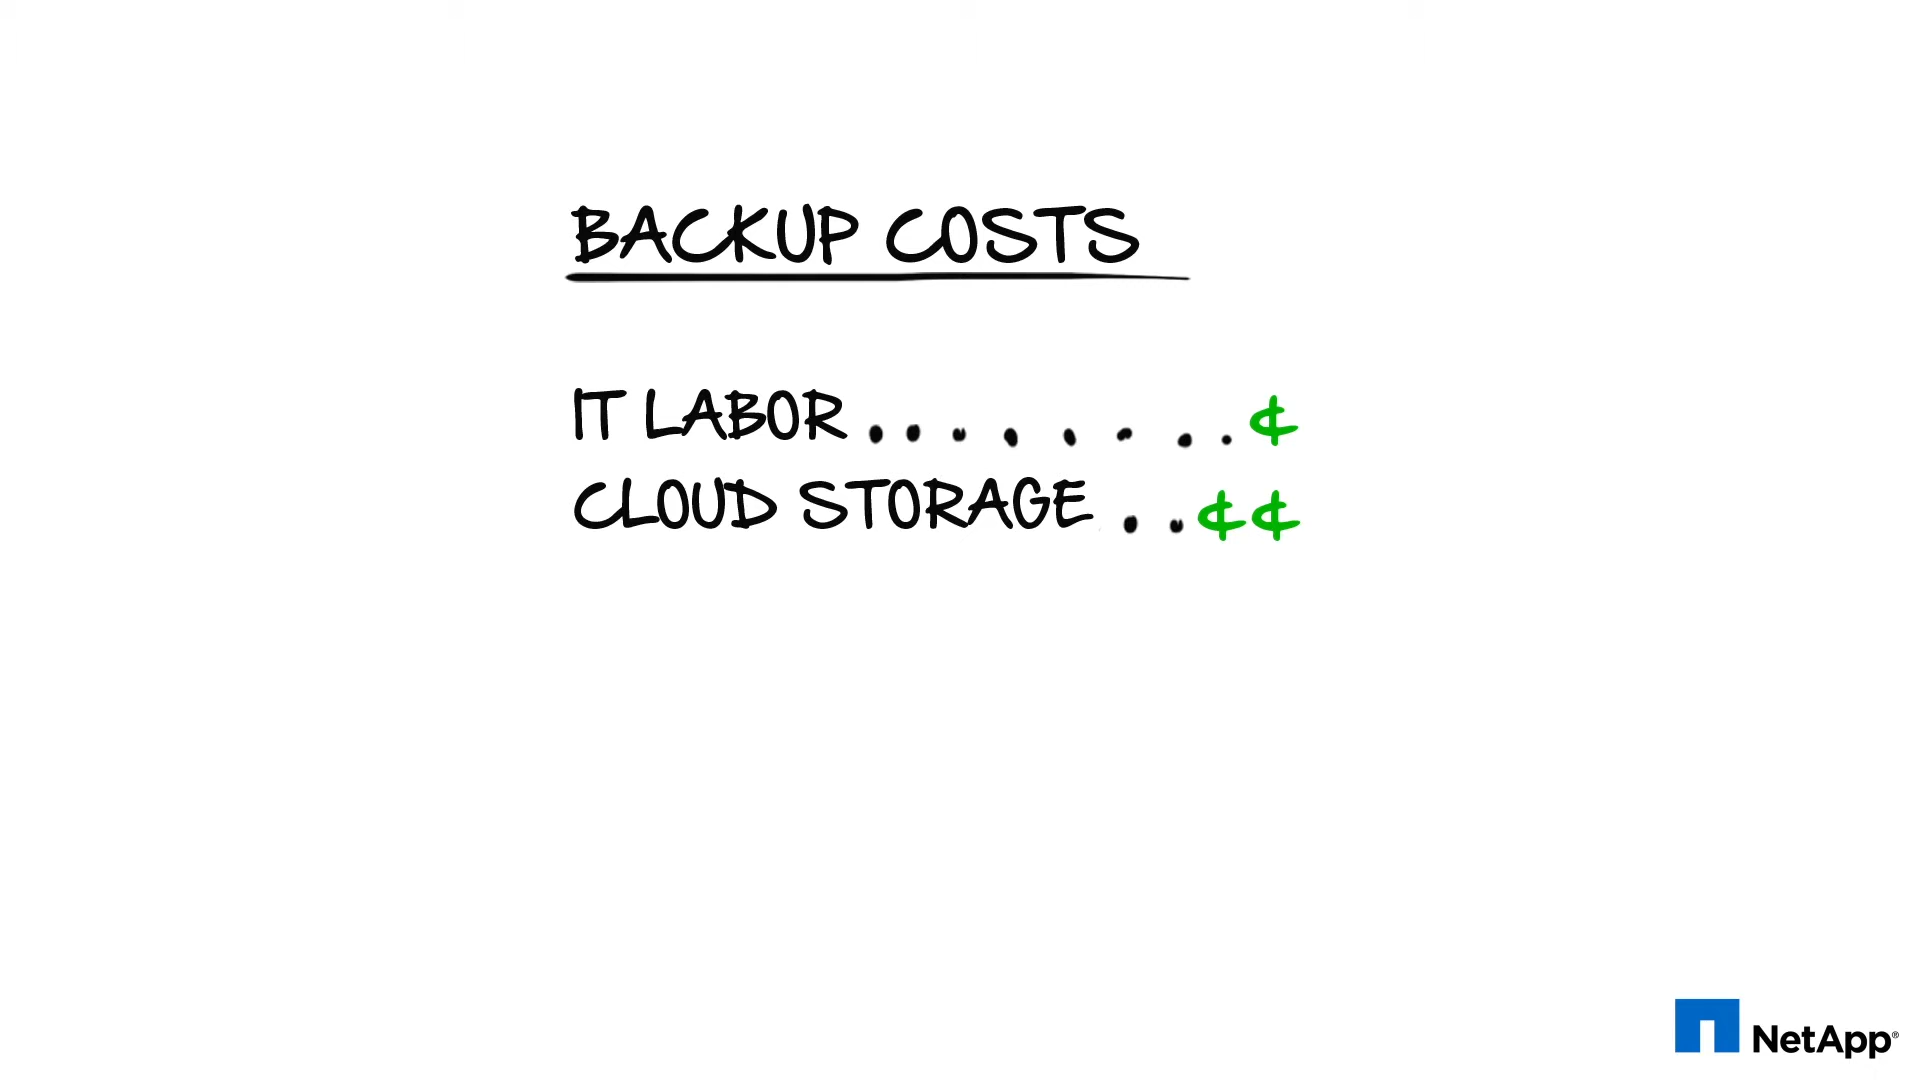 BACKUP COSTS
IT LABOR . . . . . . . . ¢
CLOUD STORAGE . . ¢¢
NetApp®